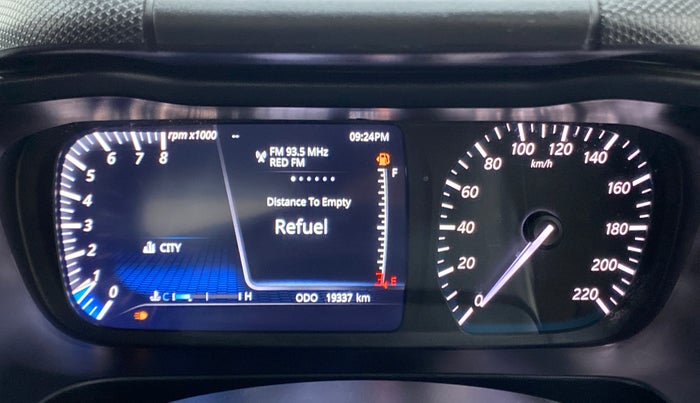 rpm x1000
--
09:24PM
FM 93.5 MHz
RED FM
Distance To Empty
Refuel
F
E
CITY
C
H
ODO 19337 km
0
1
2
3
4
5
6
7
8
km/h
0
20
40
60
80
100
120
140
160
180
200
220